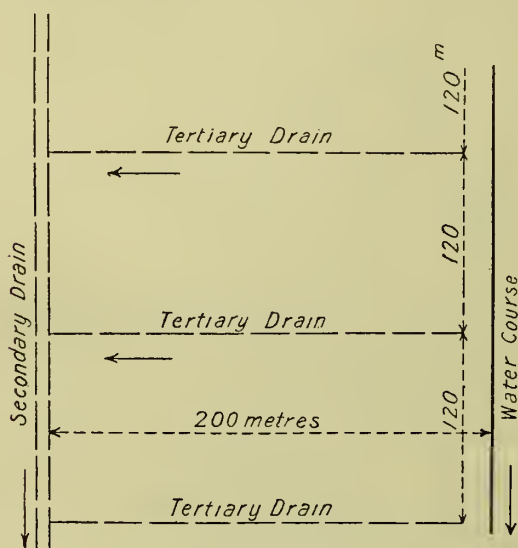 120 m
Tertiary Drain
120
Secondary Drain
Tertiary Drain
Water Course
120
200 metres
Tertiary Drain